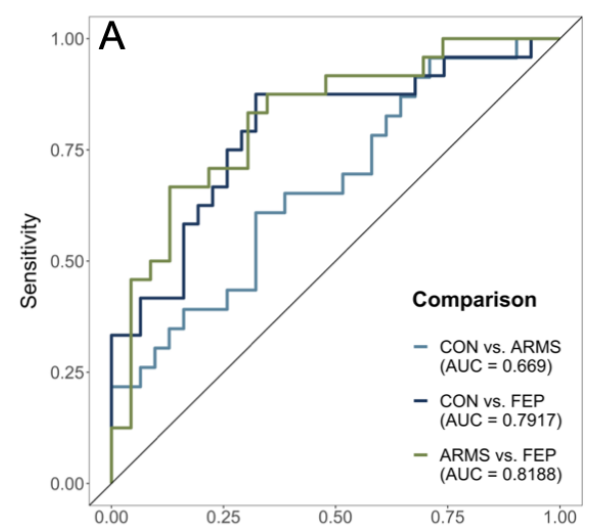 A
1.00
0.75
0.50
0.25
0.00
Sensitivity
Comparison
CON vs. ARMS
(AUC = 0.669)
CON vs. FEP
(AUC = 0.7917)
ARMS vs. FEP
(AUC = 0.8188)
0.00 0.25 0.50 0.75 1.00